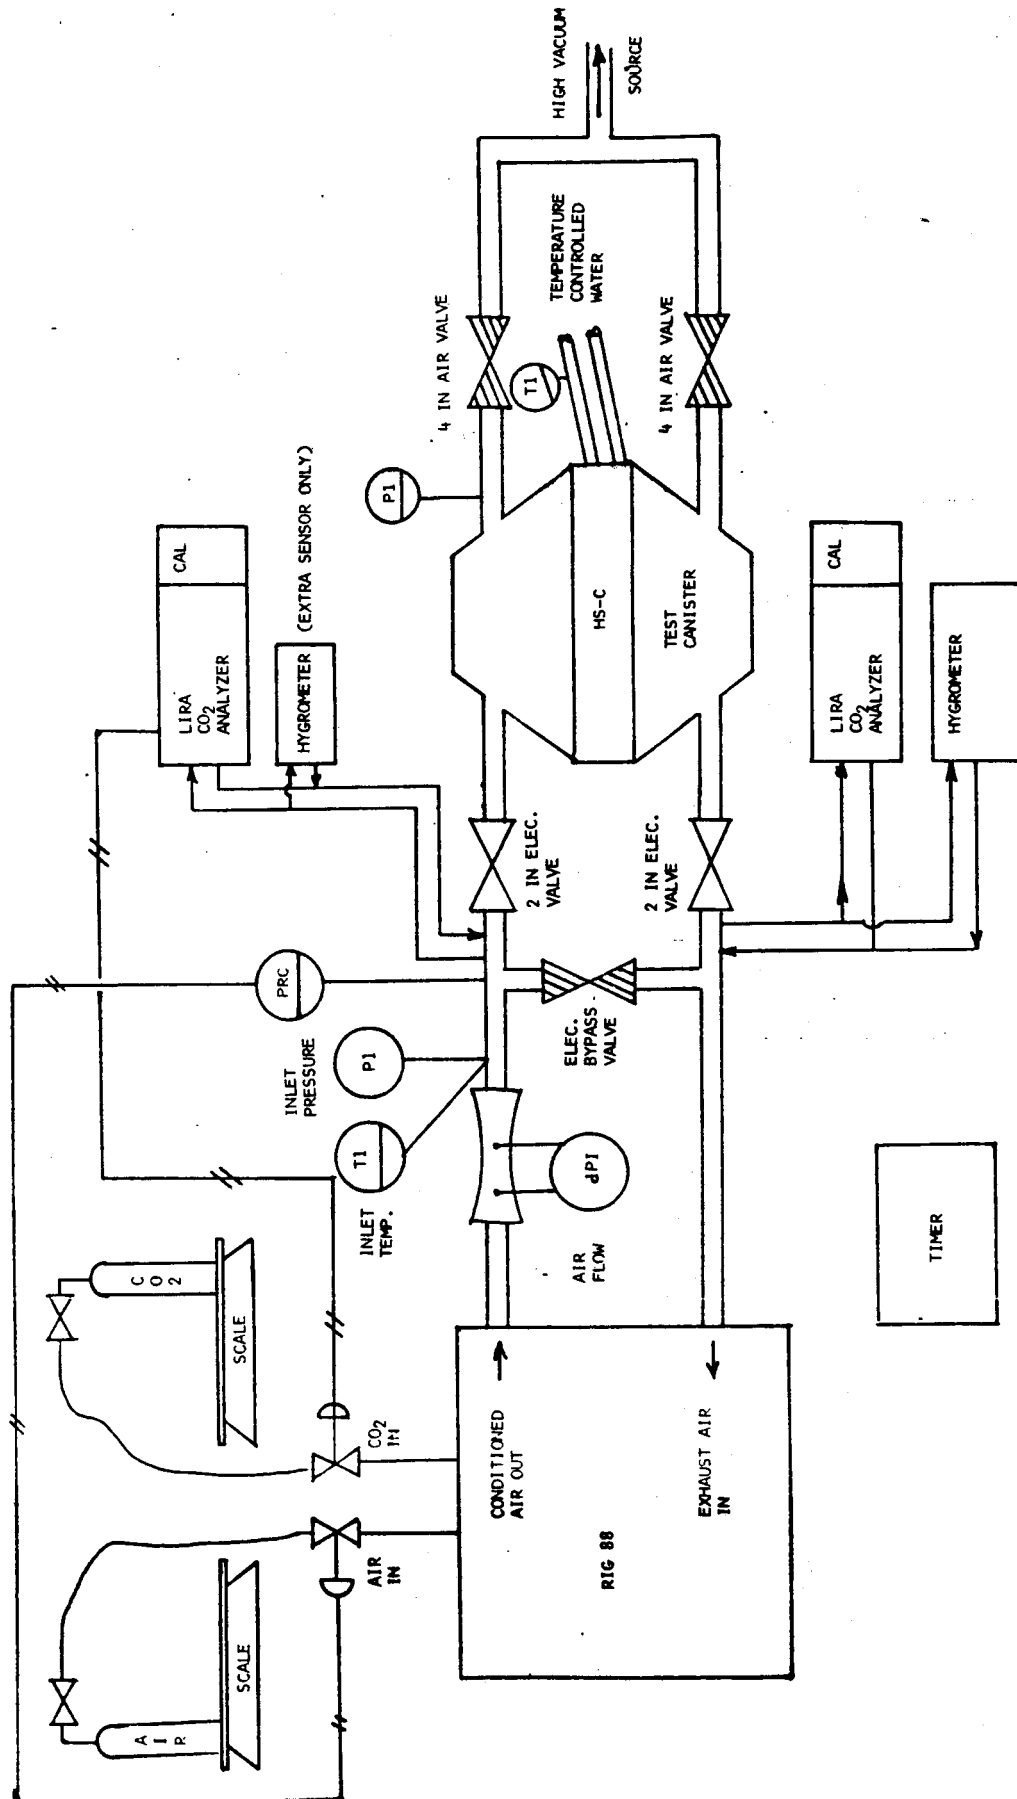 HIGH VACUUM
SOURCE
TEMPERATURE
CONTROLLED
WATER
4 IN AIR VALVE
T1
4 IN AIR VALVE
P1
(EXTRA SENSOR ONLY)
CAL
LIRA
CO2
ANALYZER
HYGROMETER
HS-C
TEST
CANISTER
CAL
LIRA
CO2
ANALYZER
HYGROMETER
2 IN ELEC.
VALVE
2 IN ELEC.
VALVE
PRC
ELEC.
BYPASS
VALVE
INLET
PRESSURE
P1
T1
INLET
TEMP.
dPI
AIR
FLOW
TIMER
CO2
SCALE
CO2
IN
CONDITIONED
AIR OUT
EXHAUST AIR
IN
RIG 88
AIR
IN
AIR
SCALE